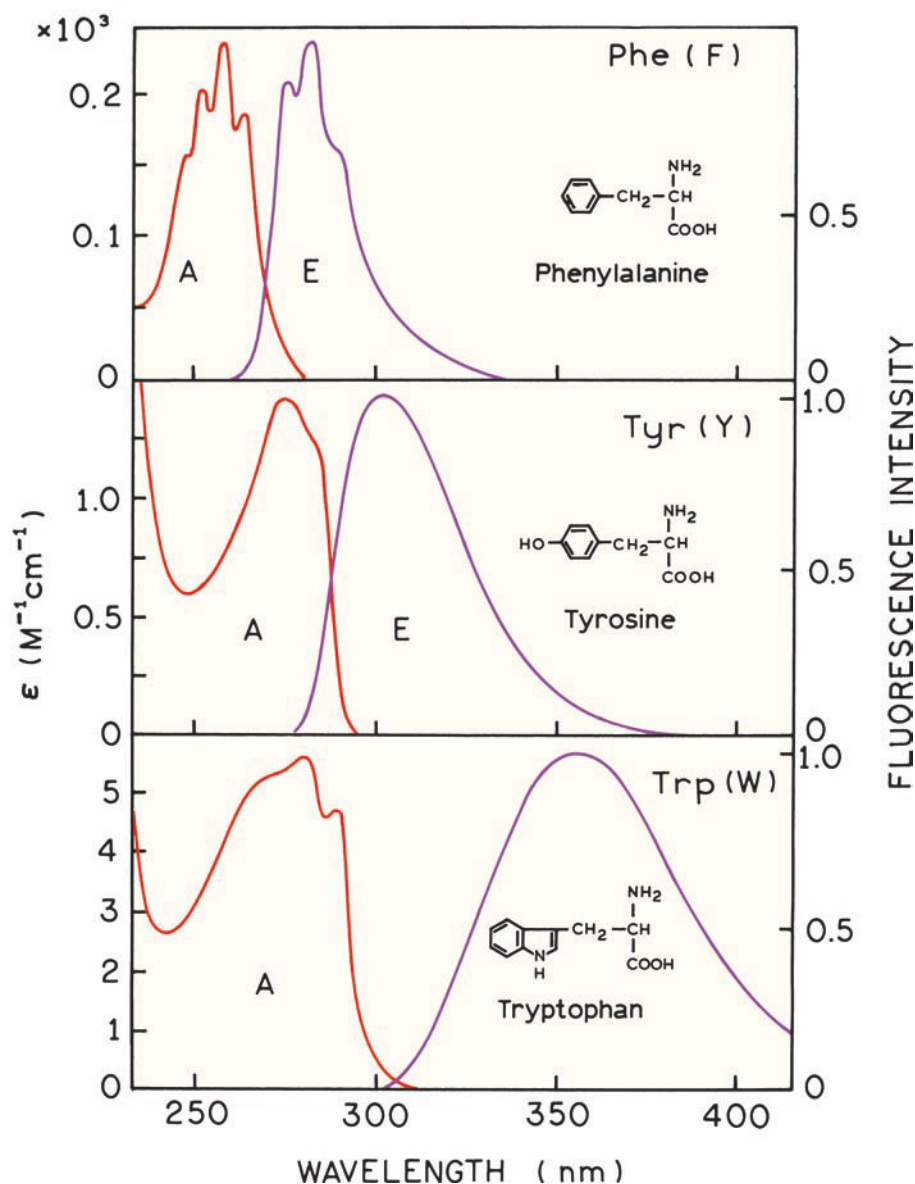 ×10³
Phe (F)
0.2
0.1
0
0.5
0
A
E
NH₂
CH₂-CH
COOH
Phenylalanine
Tyr (Y)
1.0
0.5
0
1.0
0.5
0
A
E
HO
NH₂
CH₂-CH
COOH
Tyrosine
Trp (W)
5
4
3
2
1
0
1.0
0.5
0
A
NH₂
CH₂-CH
COOH
N
H
Tryptophan
250
300
350
400
WAVELENGTH (nm)
ε (M⁻¹cm⁻¹)
FLUORESCENCE INTENSITY